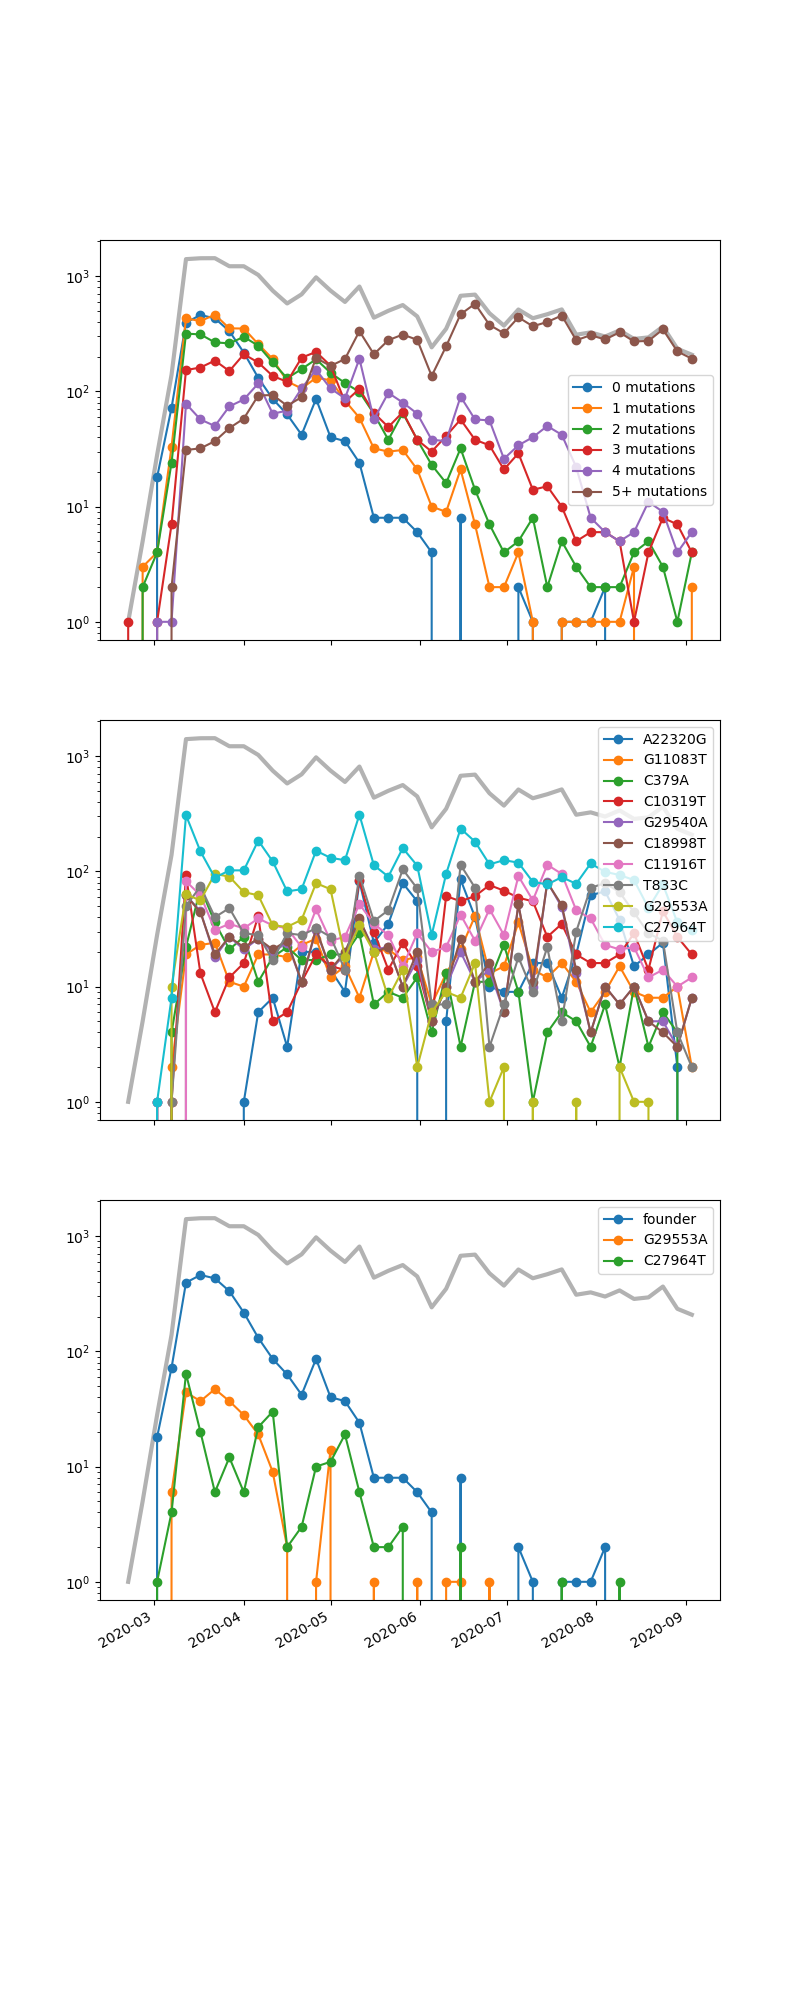 10³
10²
10¹
10⁰
0 mutations
1 mutations
2 mutations
3 mutations
4 mutations
5+ mutations
10³
10²
10¹
10⁰
A22320G
G11083T
C379A
C10319T
G29540A
C18998T
C11916T
T833C
G29553A
C27964T
10³
10²
10¹
10⁰
founder
G29553A
C27964T
2020-03
2020-04
2020-05
2020-06
2020-07
2020-08
2020-09